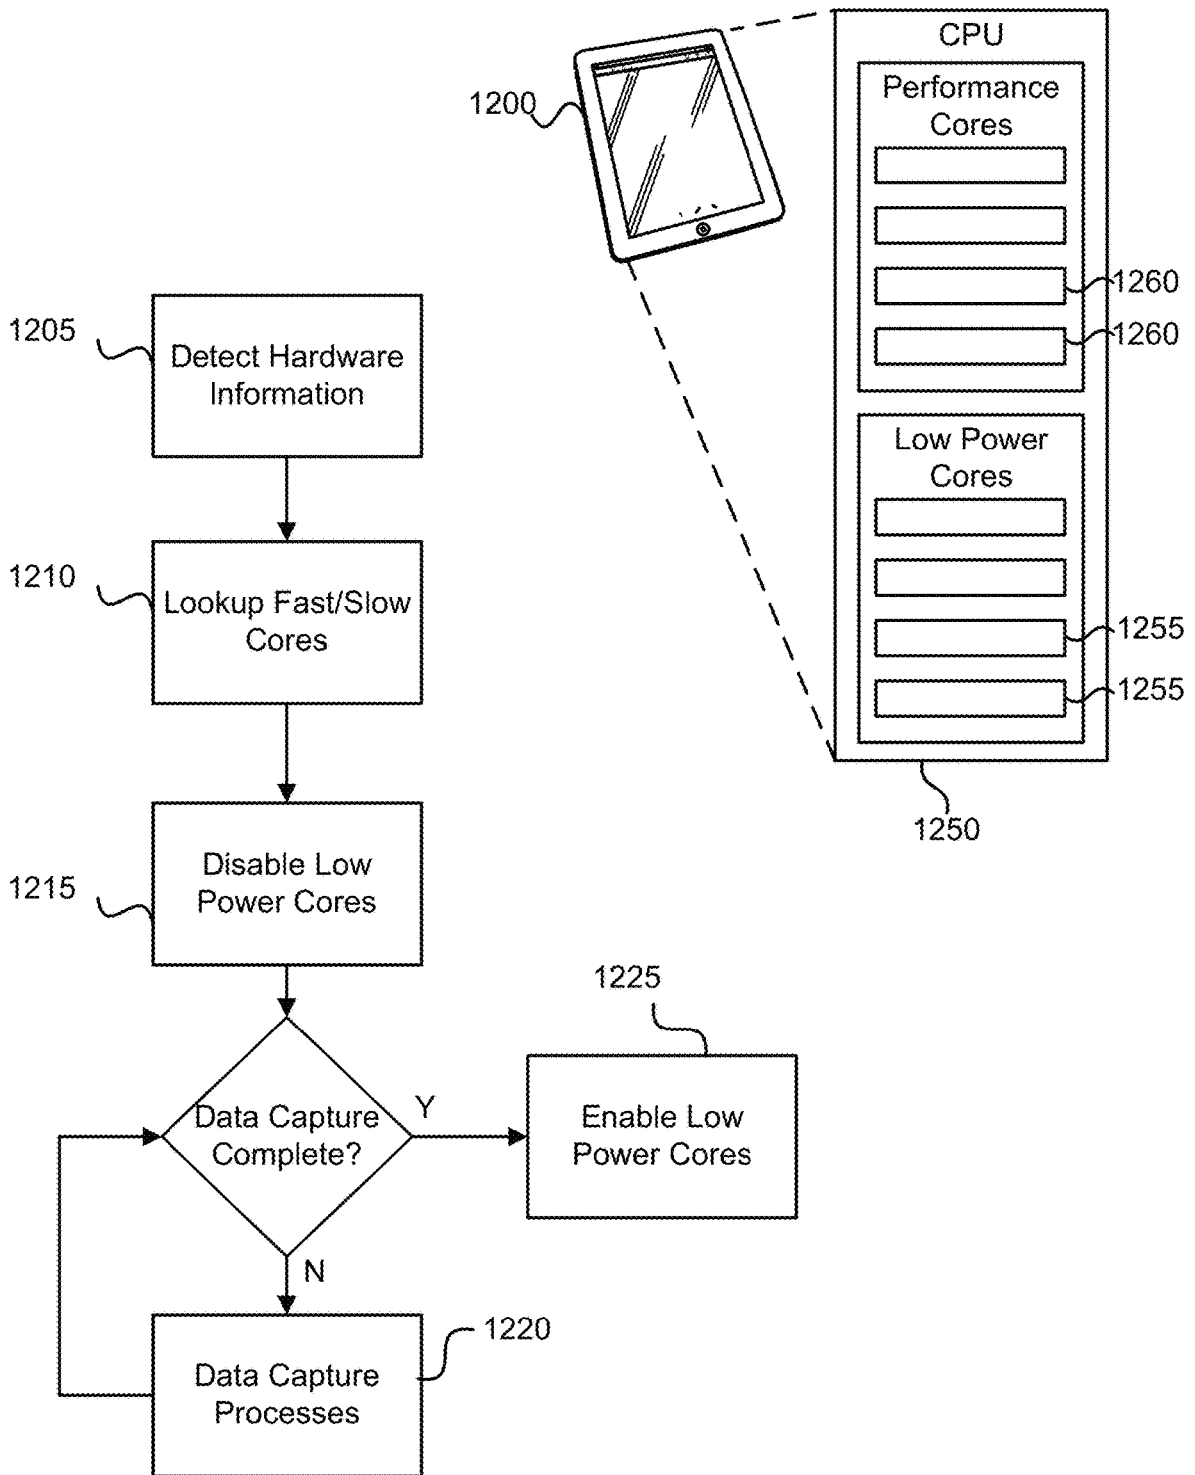 CPU
Performance
Cores
1200
1260
1260
Low Power
Cores
1255
1255
1250
1205
Detect Hardware
Information
1210
Lookup Fast/Slow
Cores
1215
Disable Low
Power Cores
1225
Data Capture
Complete?
Y
Enable Low
Power Cores
N
1220
Data Capture
Processes